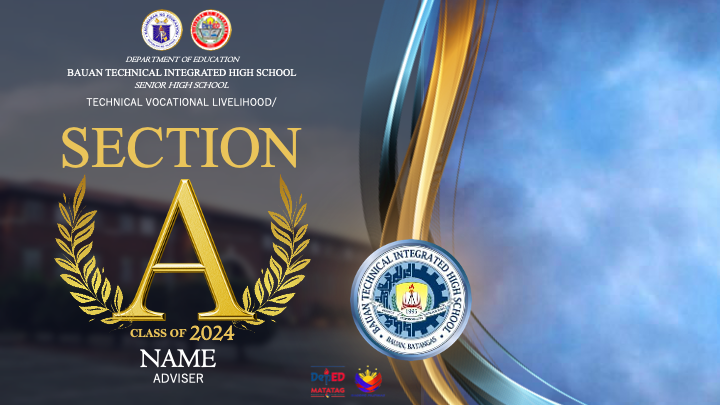 DEPARTMENT OF EDUCATION
BAUAN TECHNICAL INTEGRATED HIGH SCHOOL
SENIOR HIGH SCHOOL
TECHNICAL VOCATIONAL LIVELIHOOD/
SECTION
A
CLASS OF 2024
NAME
ADVISER
BAUAN TECHNICAL INTEGRATED HIGH SCHOOL
1995
BAUAN, BATANGAS
DepED
MATATAG